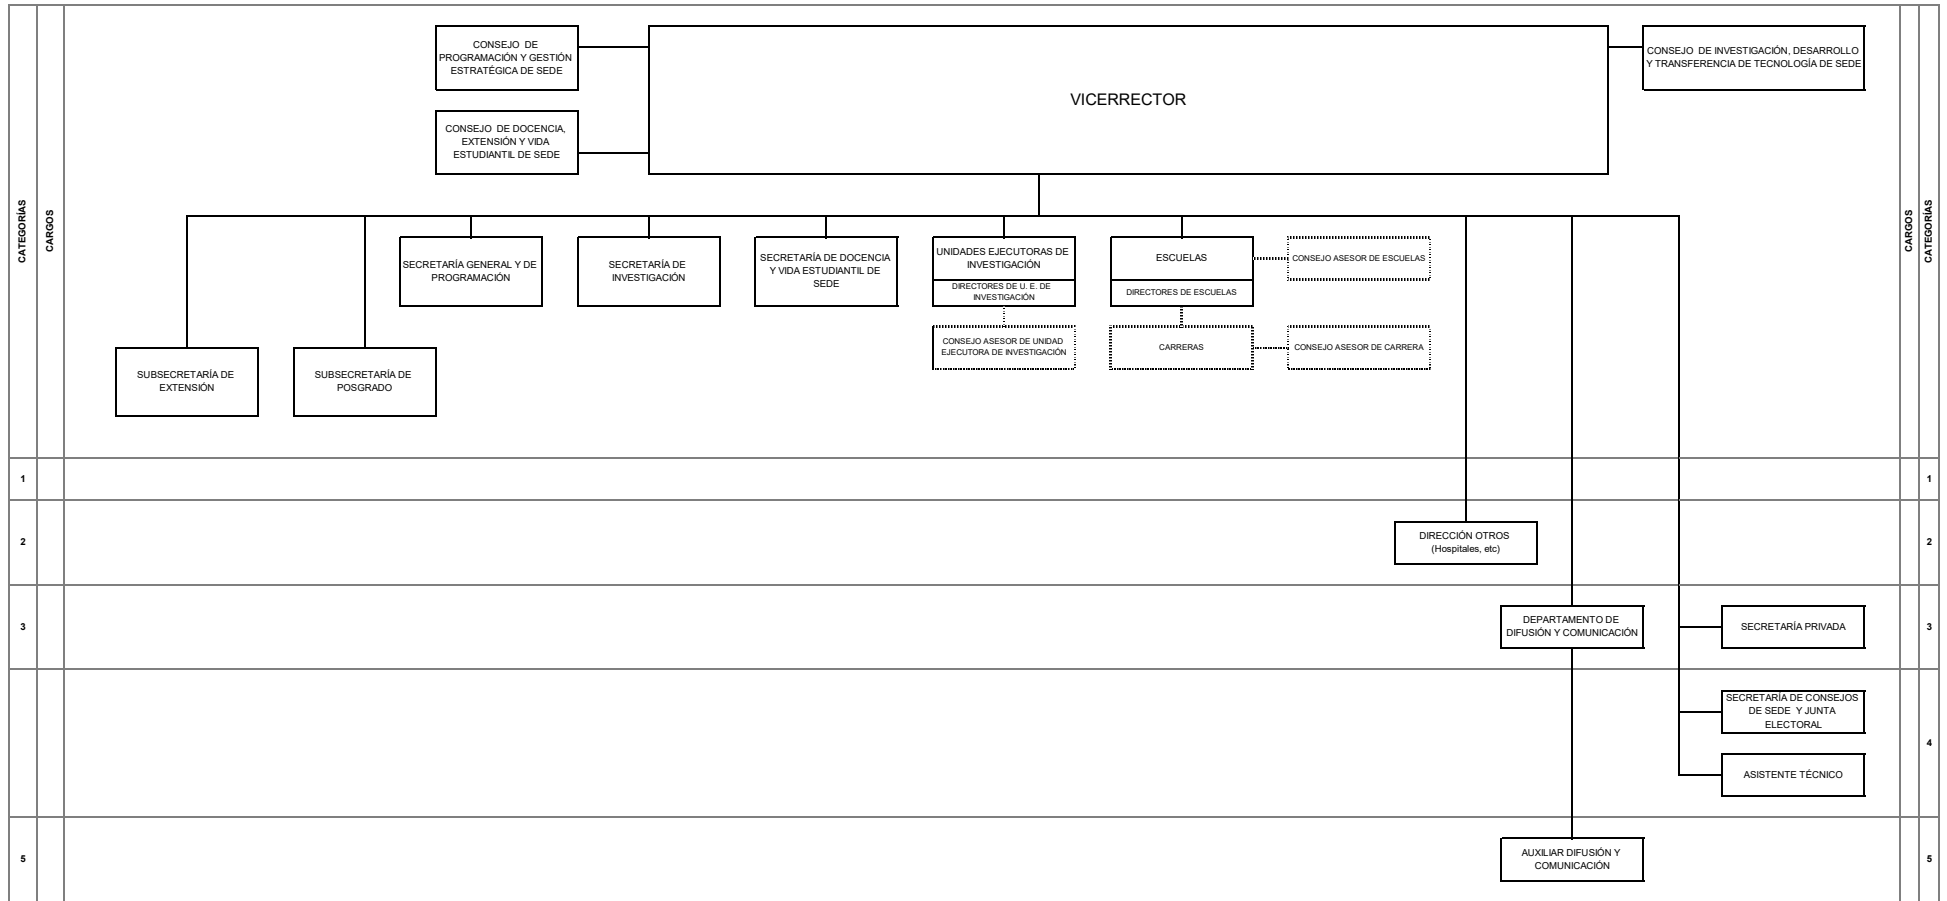 CONSEJO DE
PROGRAMACIÓN Y GESTIÓN
ESTRATÉGICA DE SEDE
VICERRECTOR
CONSEJO DE INVESTIGACIÓN, DESARROLLO
Y TRANSFERENCIA DE TECNOLOGÍA DE SEDE
CONSEJO DE DOCENCIA,
EXTENSIÓN Y VIDA
ESTUDIANTIL DE SEDE
CATEGORÍAS
CARGOS
CARGOS
CATEGORÍAS
SECRETARÍA GENERAL Y DE
PROGRAMACIÓN
SECRETARÍA DE
INVESTIGACIÓN
SECRETARÍA DE DOCENCIA
Y VIDA ESTUDIANTIL DE
SEDE
UNIDADES EJECUTORAS DE
INVESTIGACIÓN
DIRECTORES DE U. E. DE
INVESTIGACIÓN
ESCUELAS
DIRECTORES DE ESCUELAS
CONSEJO ASESOR DE ESCUELAS
CONSEJO ASESOR DE UNIDAD
EJECUTORA DE INVESTIGACIÓN
CARRERAS
CONSEJO ASESOR DE CARRERA
SUBSECRETARÍA DE
EXTENSIÓN
SUBSECRETARÍA DE
POSGRADO
1
1
2
DIRECCIÓN OTROS
(Hospitales, etc)
2
3
DEPARTAMENTO DE
DIFUSIÓN Y COMUNICACIÓN
SECRETARÍA PRIVADA
3
SECRETARÍA DE CONSEJOS
DE SEDE Y JUNTA
ELECTORAL
4
ASISTENTE TÉCNICO
5
AUXILIAR DIFUSIÓN Y
COMUNICACIÓN
5